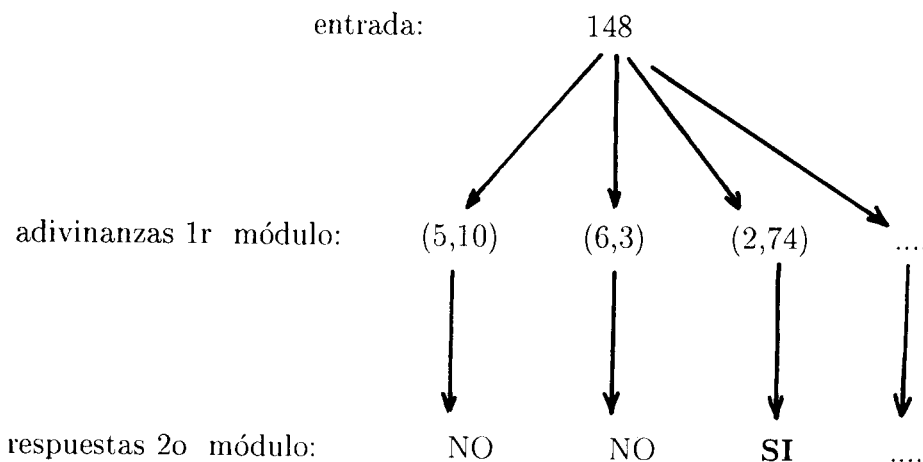 entrada: 148
adivinanzas 1r módulo: (5,10) (6,3) (2,74) ....
respuestas 2o módulo: NO NO SI ....